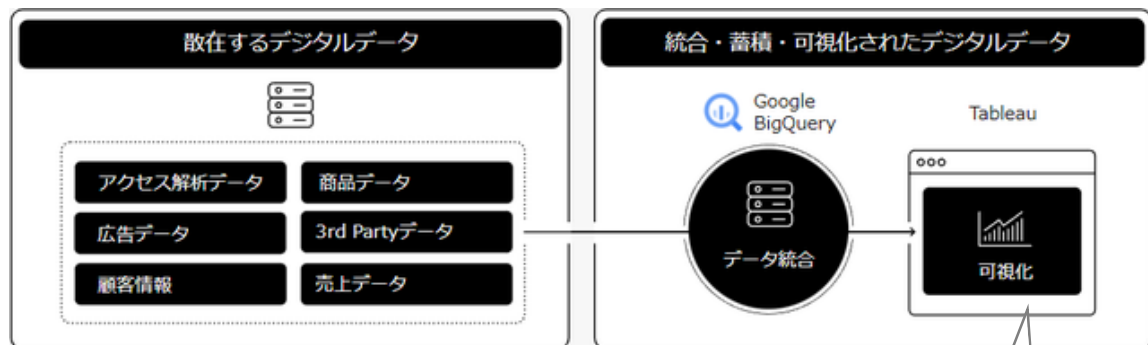 散在するデジタルデータ
アクセス解析データ
商品データ
広告データ
3rd Partyデータ
顧客情報
売上データ
統合・蓄積・可視化されたデジタルデータ
Google
BigQuery
Tableau
データ統合
可視化